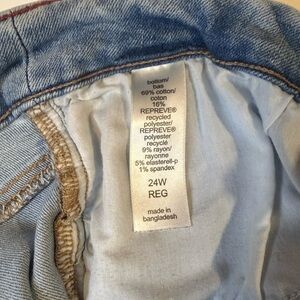 bottom/
bas
69% cotton/
coton
16%
REPREVE®
recycled
polyester/
REPREVE®
polyester
recyclé
9% rayon/
rayonne
5% elasterell-p
1% spandex
24W
REG
made in
bangladesh